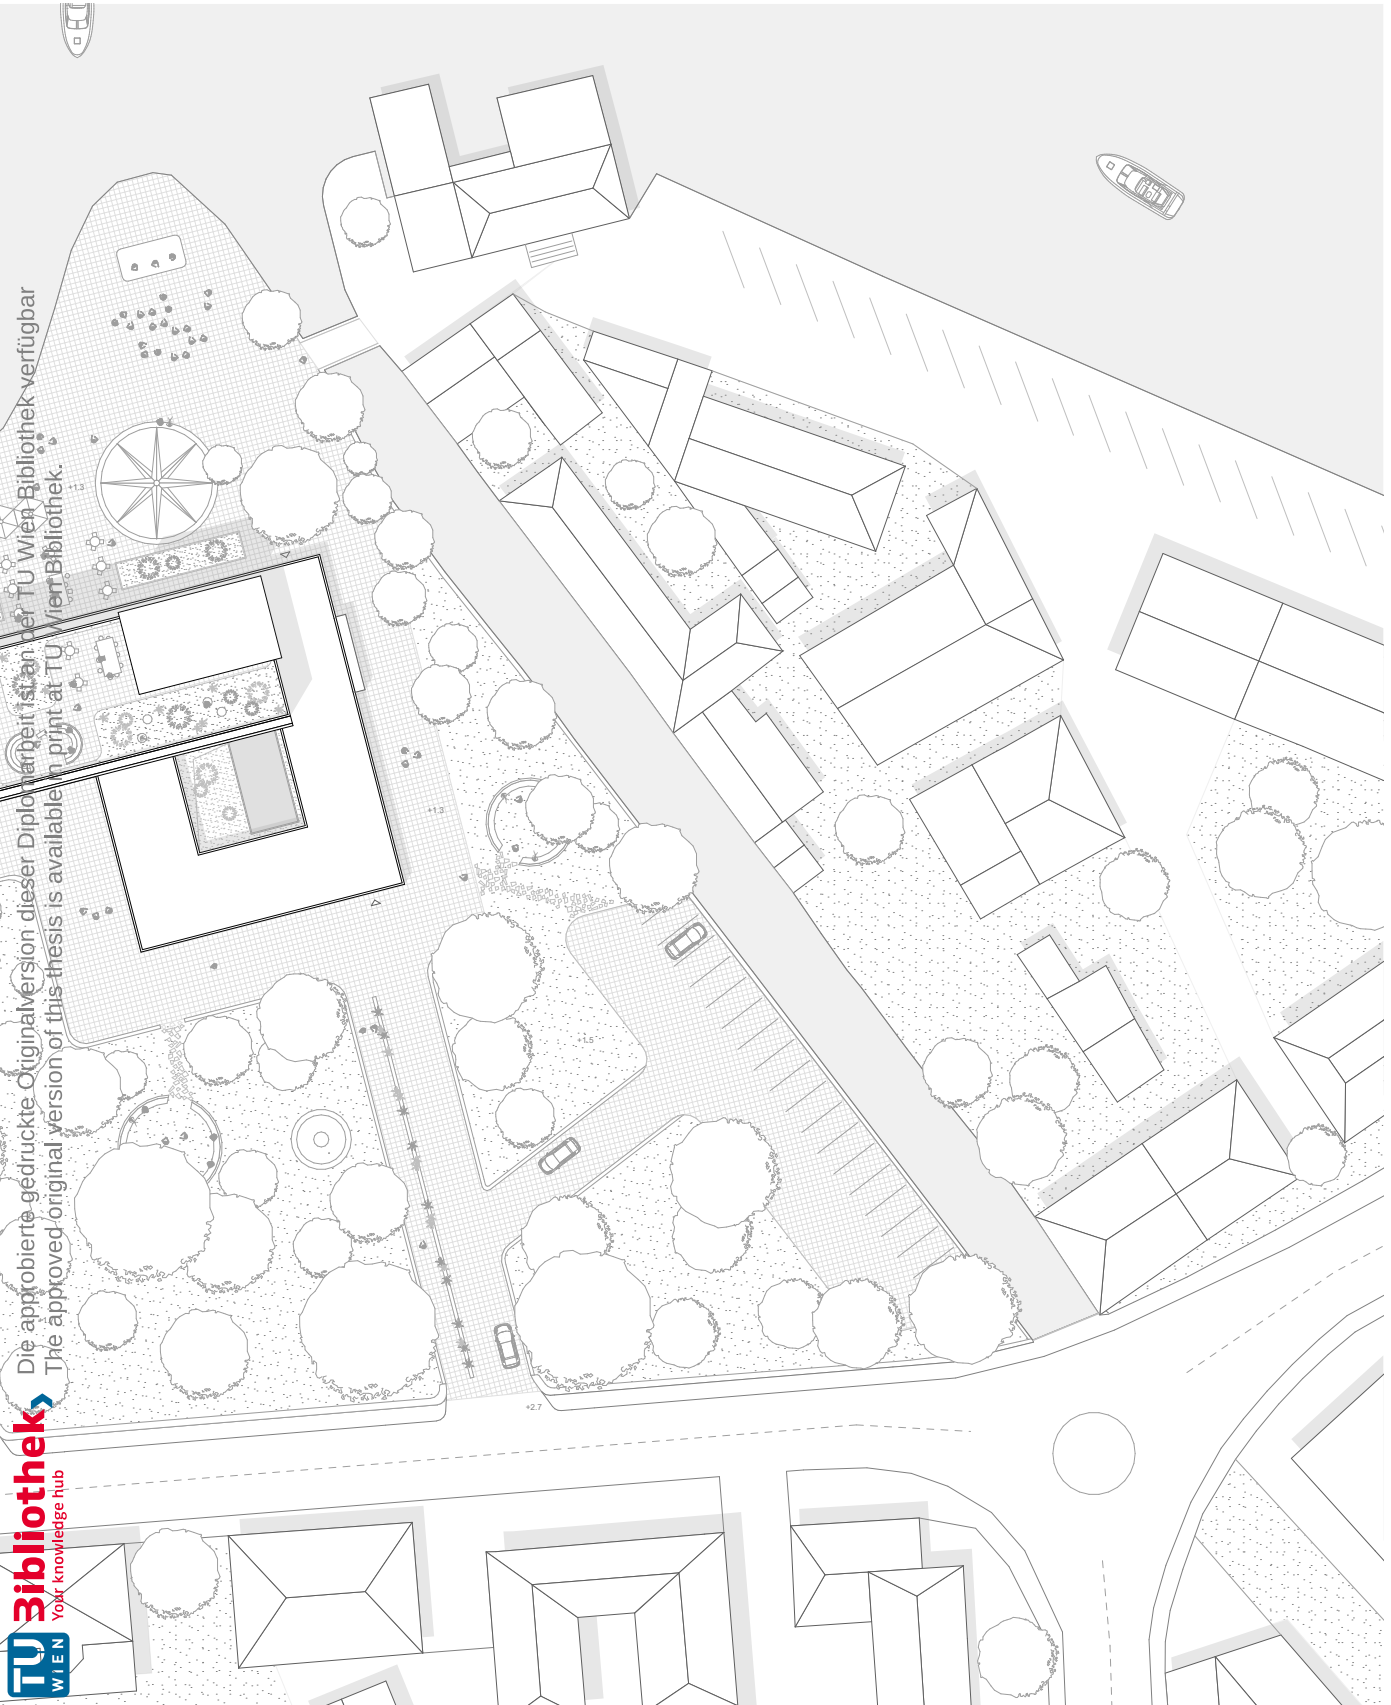 Die approbierte gedruckte Originalversion dieser Diplomarbeit ist an der TU Wien Bibliothek verfügbar
The approved original version of this thesis is available in print at TU Wien Bibliothek.
Bibliothek
Your knowledge hub
TU
WIEN
+1.3
+1.3
+1.5
+2.7